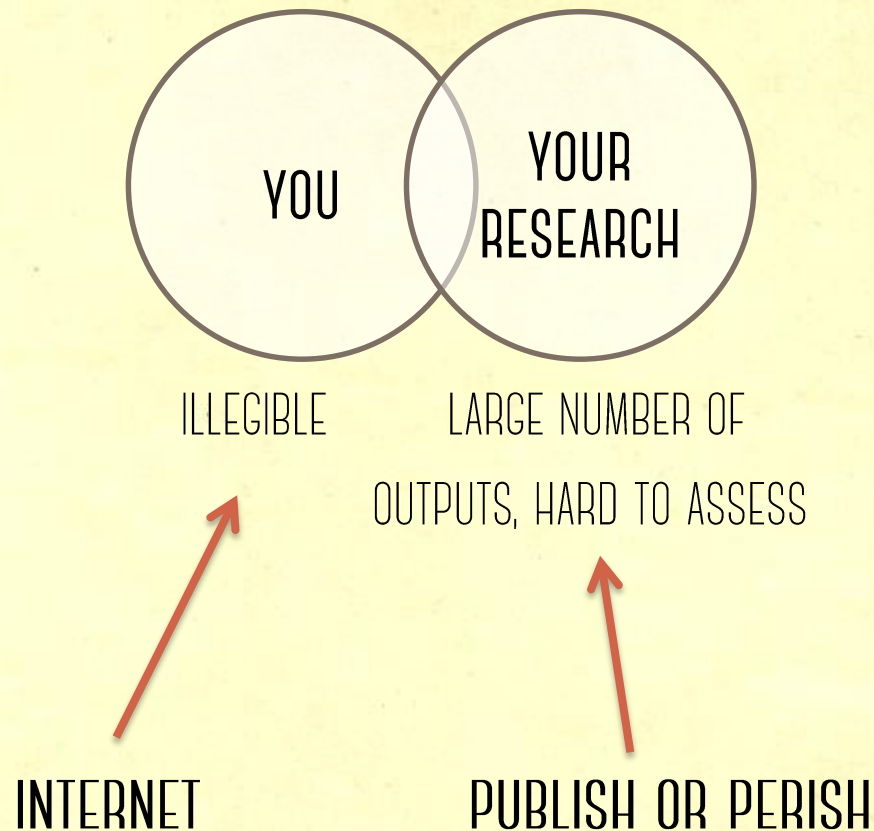 YOU
YOUR
RESEARCH
ILLEGIBLE
LARGE NUMBER OF
OUTPUTS, HARD TO ASSESS
INTERNET
PUBLISH OR PERISH